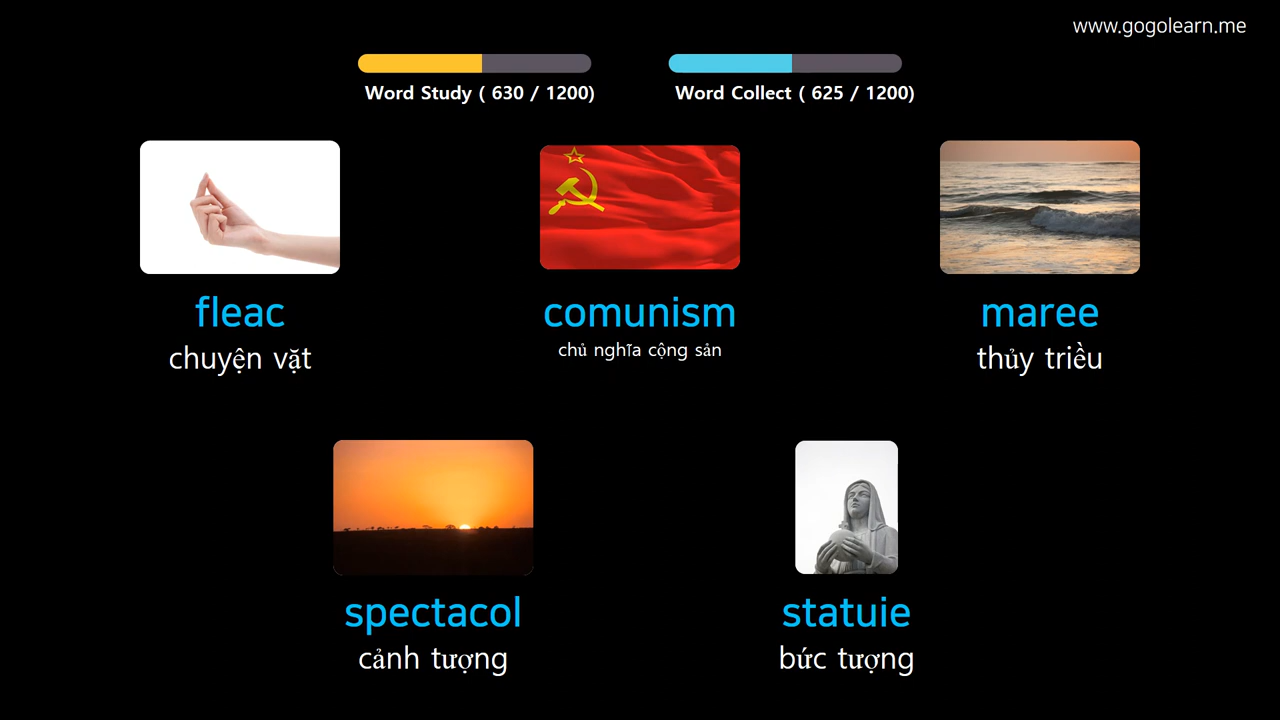 www.gogolearn.me
Word Study ( 630 / 1200)
Word Collect ( 625 / 1200)
fleac
chuyện vặt
comunism
chủ nghĩa cộng sản
maree
thủy triều
spectacol
cảnh tượng
statuie
bức tượng